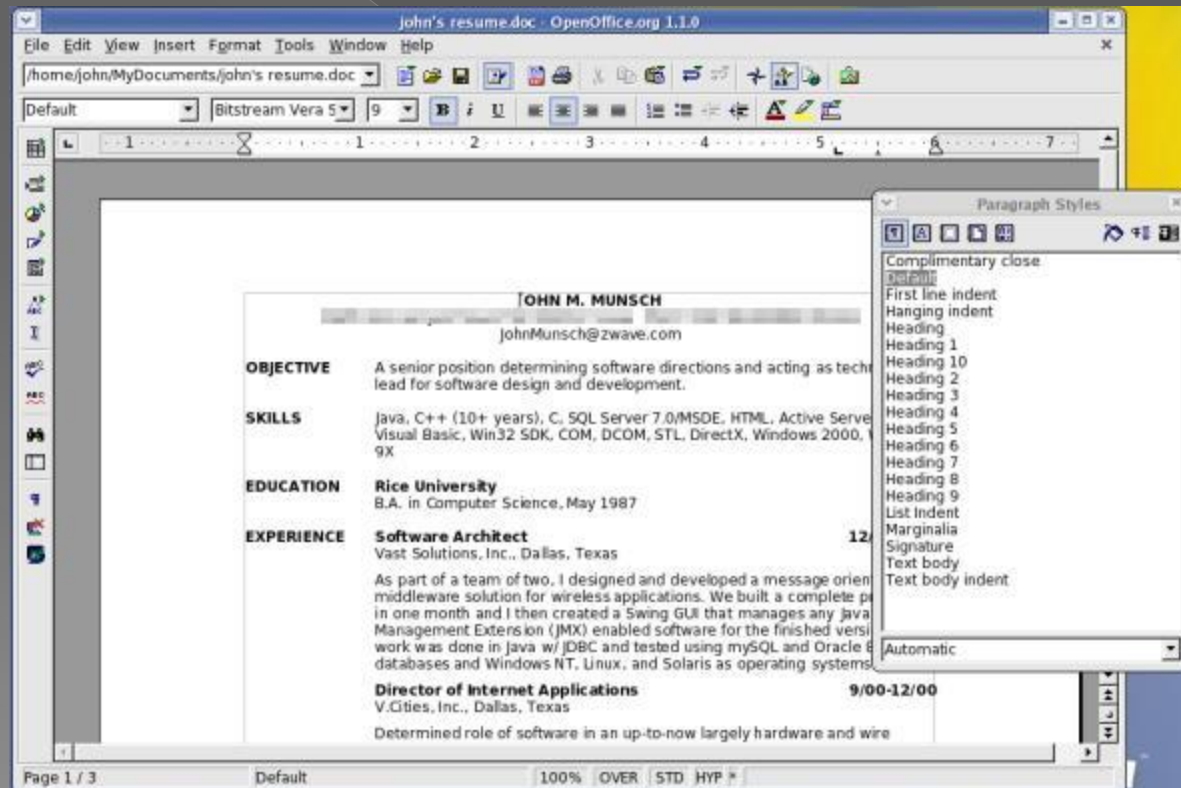 john's resume.doc - OpenOffice.org 1.1.0
File Edit View Insert Format Tools Window Help
/home/john/MyDocuments/john's resume.doc
Default Bitstream Vera S 9 B i U A
1 1 2 3 4 5 6 7
Paragraph Styles
Complimentary close
Default
First line indent
Hanging indent
Heading
Heading 1
Heading 10
Heading 2
Heading 3
Heading 4
Heading 5
Heading 6
Heading 7
Heading 8
Heading 9
List Indent
Marginalia
Signature
Text body
Text body indent
Automatic
JOHN M. MUNSCH
JohnMunsch@zwave.com
OBJECTIVE A senior position determining software directions and acting as techn
lead for software design and development.
SKILLS Java, C++ (10+ years), C, SQL Server 7.0/MSDE, HTML, Active Serve
Visual Basic, Win32 SDK, COM, DCOM, STL, DirectX, Windows 2000,
9X
EDUCATION Rice University
B.A. in Computer Science, May 1987
EXPERIENCE Software Architect 12/
Vast Solutions, Inc., Dallas, Texas
As part of a team of two, I designed and developed a message orien
middleware solution for wireless applications. We built a complete p
in one month and I then created a Swing GUI that manages any Java
Management Extension (JMX) enabled software for the finished versi
work was done in Java w/ JDBC and tested using mySQL and Oracle 8
databases and Windows NT, Linux, and Solaris as operating systems
Director of Internet Applications 9/00-12/00
V.Cities, Inc., Dallas, Texas
Determined role of software in an up-to-now largely hardware and wire
Page 1 / 3 Default 100% OVER STD HYP *